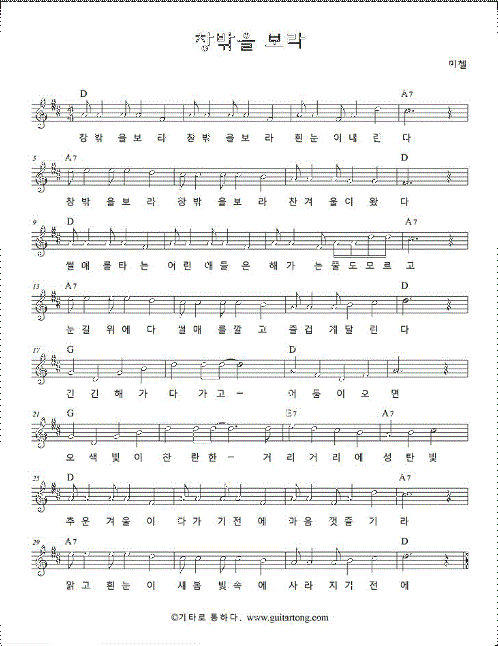 창밖을 보라
미첼
D A7
창 밖 을 보 라 창 밖 을 보 라 흰 눈 이 내 린 다
5
A7 D
창 밖 을 보 라 창 밖 을 보 라 찬 겨 울 이 왔 다
9
D A7
썰 매 를 타 는 어 린 애 들 은 해 가 는 줄 도 모 르 고
13
A7 D
눈 길 위 에 다 썰 매 를 깔 고 즐 겁 게 달 린 다
17
G D
긴 긴 해 가 다 가 고 － 어 둠 이 오 면
21
G E7 A7
오 색 빛 이 찬 란 한 － 거 리 거 리 에 성 탄 빛
25
D A7
추 운 겨 울 이 다 가 기 전 에 마 음 껏 즐 기 라
29
A7 D
맑 고 흰 눈 이 새 봄 빛 속 에 사 라 지 기 전 에
©기타로 통하다. www.guitartong.com